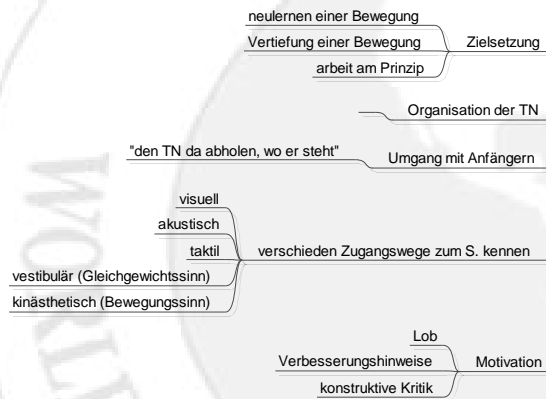 neulernen einer Bewegung
Vertiefung einer Bewegung
Zielsetzung
arbeit am Prinzip
Organisation der TN
"den TN da abholen, wo er steht"
Umgang mit Anfängern
visuell
akustisch
taktil
verschieden Zugangswege zum S. kennen
vestibulär (Gleichgewichtssinn)
kinästhetisch (Bewegungssinn)
Lob
Verbesserungshinweise
Motivation
konstruktive Kritik
WORL